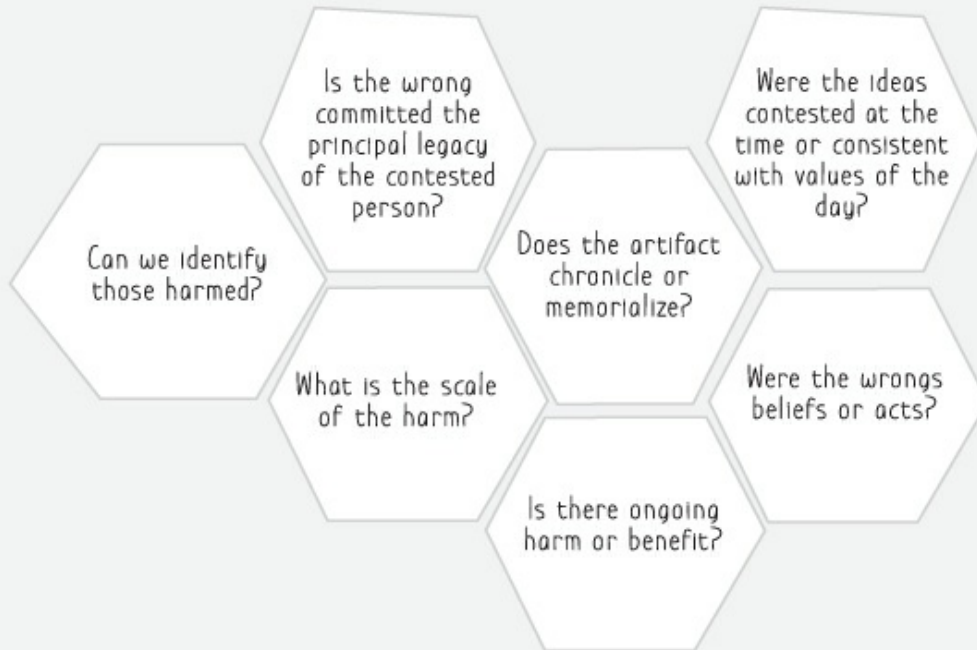 Can we identify
those harmed?
Is the wrong
committed the
principal legacy
of the contested
person?
What is the scale
of the harm?
Does the artifact
chronicle or
memorialize?
Is there ongoing
harm or benefit?
Were the ideas
contested at the
time or consistent
with values of the
day?
Were the wrongs
beliefs or acts?